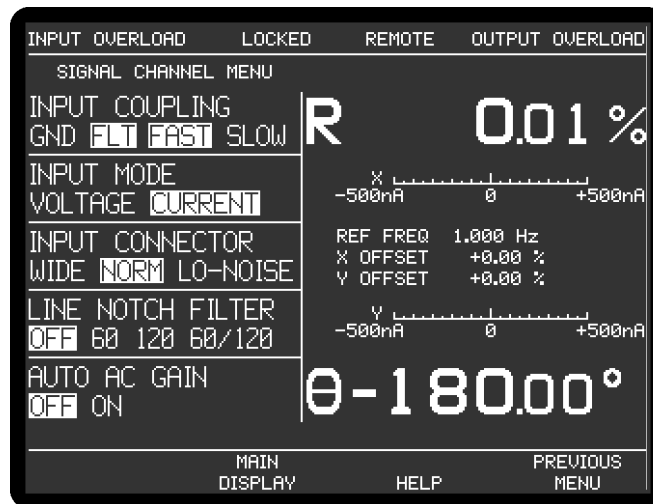 INPUT OVERLOAD LOCKED REMOTE OUTPUT OVERLOAD
SIGNAL CHANNEL MENU
INPUT COUPLING
GND FLT FAST SLOW
INPUT MODE
VOLTAGE CURRENT
INPUT CONNECTOR
WIDE NORM LO-NOISE
LINE NOTCH FILTER
OFF 60 120 60/120
AUTO AC GAIN
OFF ON
R 0.01 %
X
-500nA 0 +500nA
REF FREQ 1.000 Hz
X OFFSET +0.00 %
Y OFFSET +0.00 %
Y
-500nA 0 +500nA
θ-180.00°
MAIN DISPLAY
HELP
PREVIOUS MENU